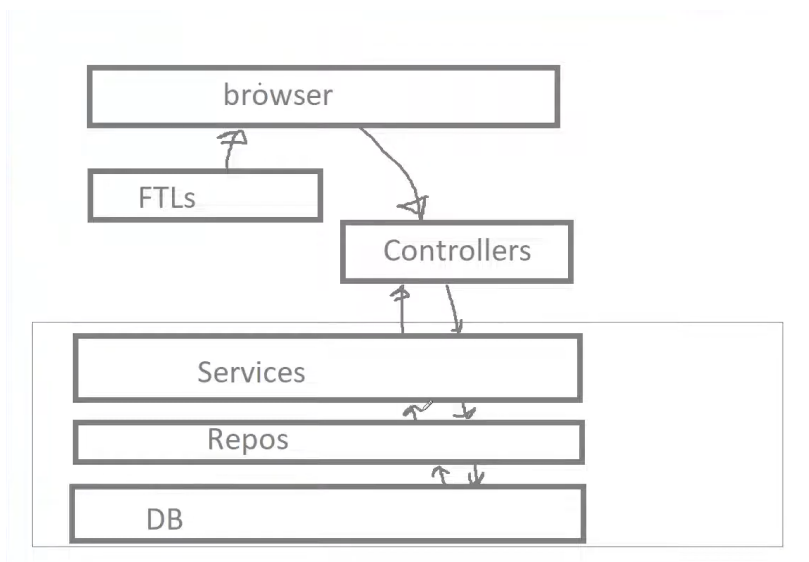 browser
FTLs
Controllers
Services
Repos
DB